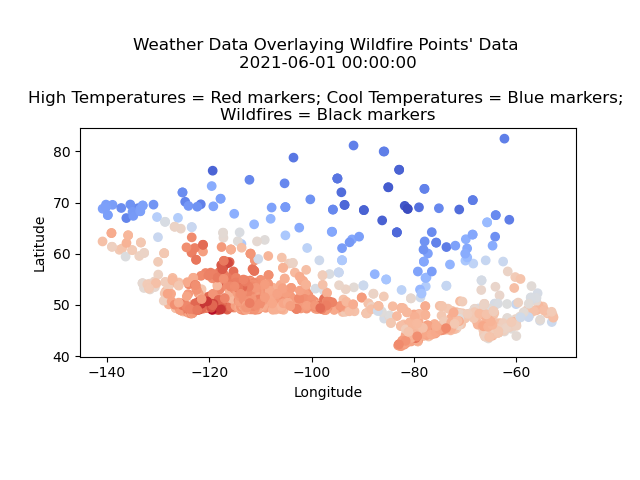 Weather Data Overlaying Wildfire Points' Data
2021-06-01 00:00:00
High Temperatures = Red markers; Cool Temperatures = Blue markers;
Wildfires = Black markers
80
70
60
50
40
Latitude
−140 −120 −100 −80 −60
Longitude